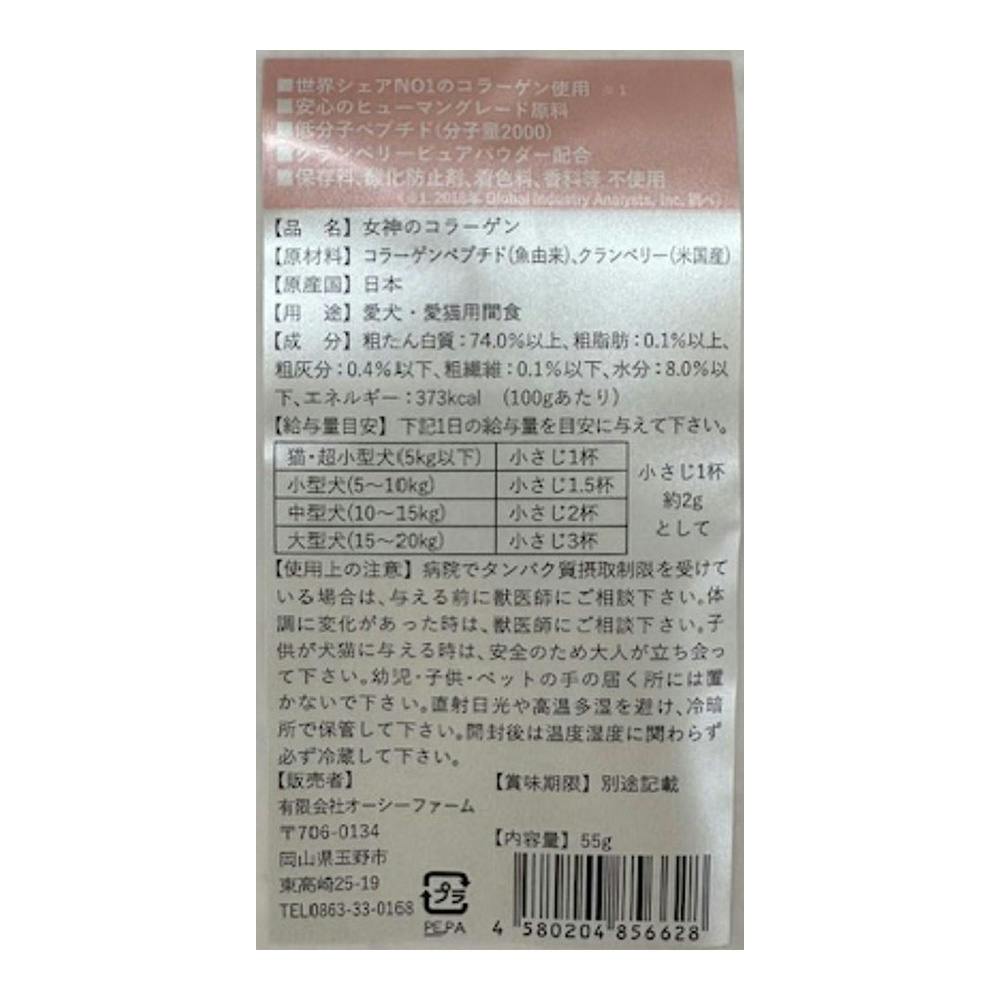 ■世界シェアNO1のコラーゲン使用 ※1
■安心のヒューマングレード原料
■低分子ペプチド(分子量2000)
■クランベリーピュアパウダー配合
■保存料、酸化防止剤、着色料、香料等 不使用
(※1. 2016年 Global Industry Analysts, Inc. 調べ)
【品 名】女神のコラーゲン
【原材料】コラーゲンペプチド(魚由来)、クランベリー(米国産)
【原産国】日本
【用 途】愛犬・愛猫用間食
【成 分】粗たん白質：74.0%以上、粗脂肪：0.1%以上、
粗灰分：0.4%以下、粗繊維：0.1%以下、水分：8.0%以
下、エネルギー：373kcal (100gあたり)
【給与量目安】下記1日の給与量を目安に与えて下さい。
猫・超小型犬(5kg以下) 小さじ1杯
小型犬(5〜10kg) 小さじ1.5杯
中型犬(10〜15kg) 小さじ2杯
大型犬(15〜20kg) 小さじ3杯
小さじ1杯
約2g
として
【使用上の注意】病院でタンパク質摂取制限を受けて
いる場合は、与える前に獣医師にご相談下さい。体
調に変化があった時は、獣医師にご相談下さい。子
供が犬猫に与える時は、安全のため大人が立ち会っ
て下さい。幼児・子供・ペットの手の届く所には置
かないで下さい。直射日光や高温多湿を避け、冷暗
所で保管して下さい。開封後は温度湿度に関わらず
必ず冷蔵して下さい。
【販売者】
有限会社オーシーファーム
〒706-0134
岡山県玉野市
東高崎25-19
TEL0863-33-0168
【賞味期限】別途記載
【内容量】55g
プラ
PE,PA
4 580204 856628